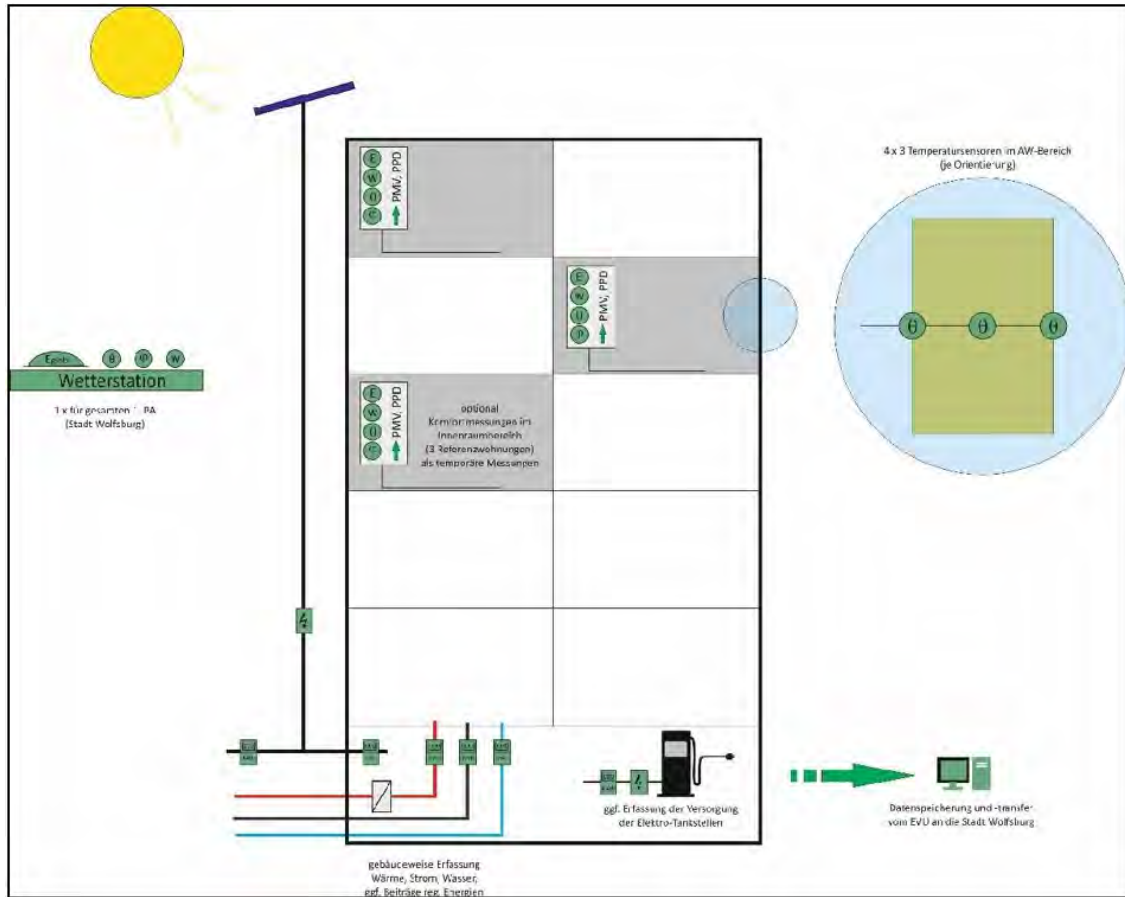 4 x 3 Temperatursensoren im AW-Bereich
(je Orientierung)
E
W
PMV, PPD
E
W
PMV, PPD
E
W
PMV, PPD
optional
Komfortmessungen im
Innenraumbereich
(3 Referenzwohnungen)
als temporäre Messungen
θ
θ
θ
φ
W
Wetterstation
1 x für gesamten
(Stadt Wolfsburg)
ggf. Erfassung der Versorgung
der Elektro-Tankstellen
Datenspeicherung und -transfer
vom EVU an die Stadt Wolfsburg
gebäudeweise Erfassung
Wärme, Strom, Wasser,
ggf. Beiträge reg. Energien